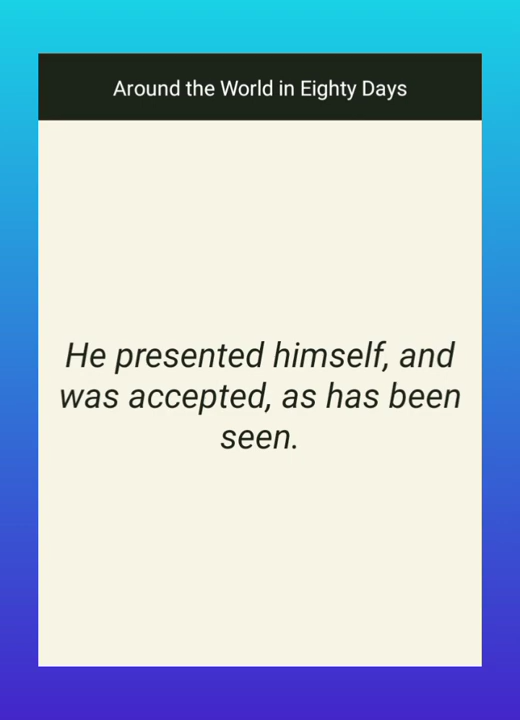 Around the World in Eighty Days
He presented himself, and
was accepted, as has been
seen.